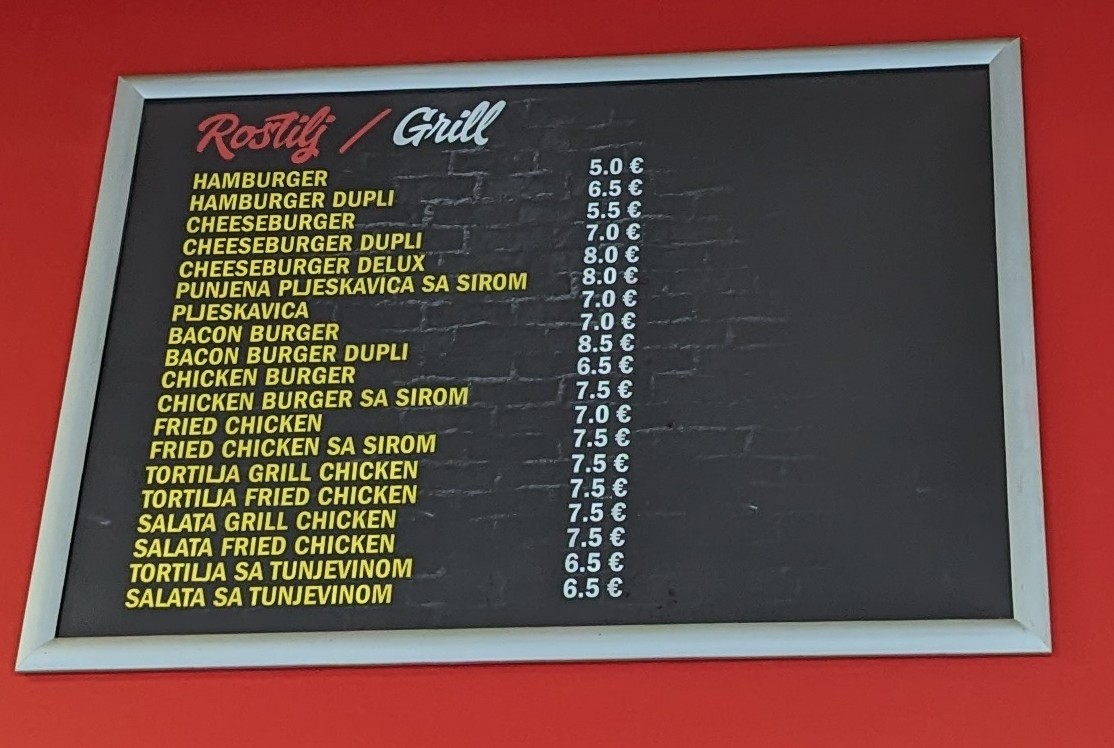 Roštilj / Grill
HAMBURGER 5.0 €
HAMBURGER DUPLI 6.5 €
CHEESEBURGER 5.5 €
CHEESEBURGER DUPLI 7.0 €
CHEESEBURGER DELUX 8.0 €
PUNJENA PLJESKAVICA SA SIROM 8.0 €
PLJESKAVICA 7.0 €
BACON BURGER 7.0 €
BACON BURGER DUPLI 8.5 €
CHICKEN BURGER 6.5 €
CHICKEN BURGER SA SIROM 7.5 €
FRIED CHICKEN 7.0 €
FRIED CHICKEN SA SIROM 7.5 €
TORTILJA GRILL CHICKEN 7.5 €
TORTILJA FRIED CHICKEN 7.5 €
SALATA GRILL CHICKEN 7.5 €
SALATA FRIED CHICKEN 7.5 €
TORTILJA SA TUNJEVINOM 6.5 €
SALATA SA TUNJEVINOM 6.5 €